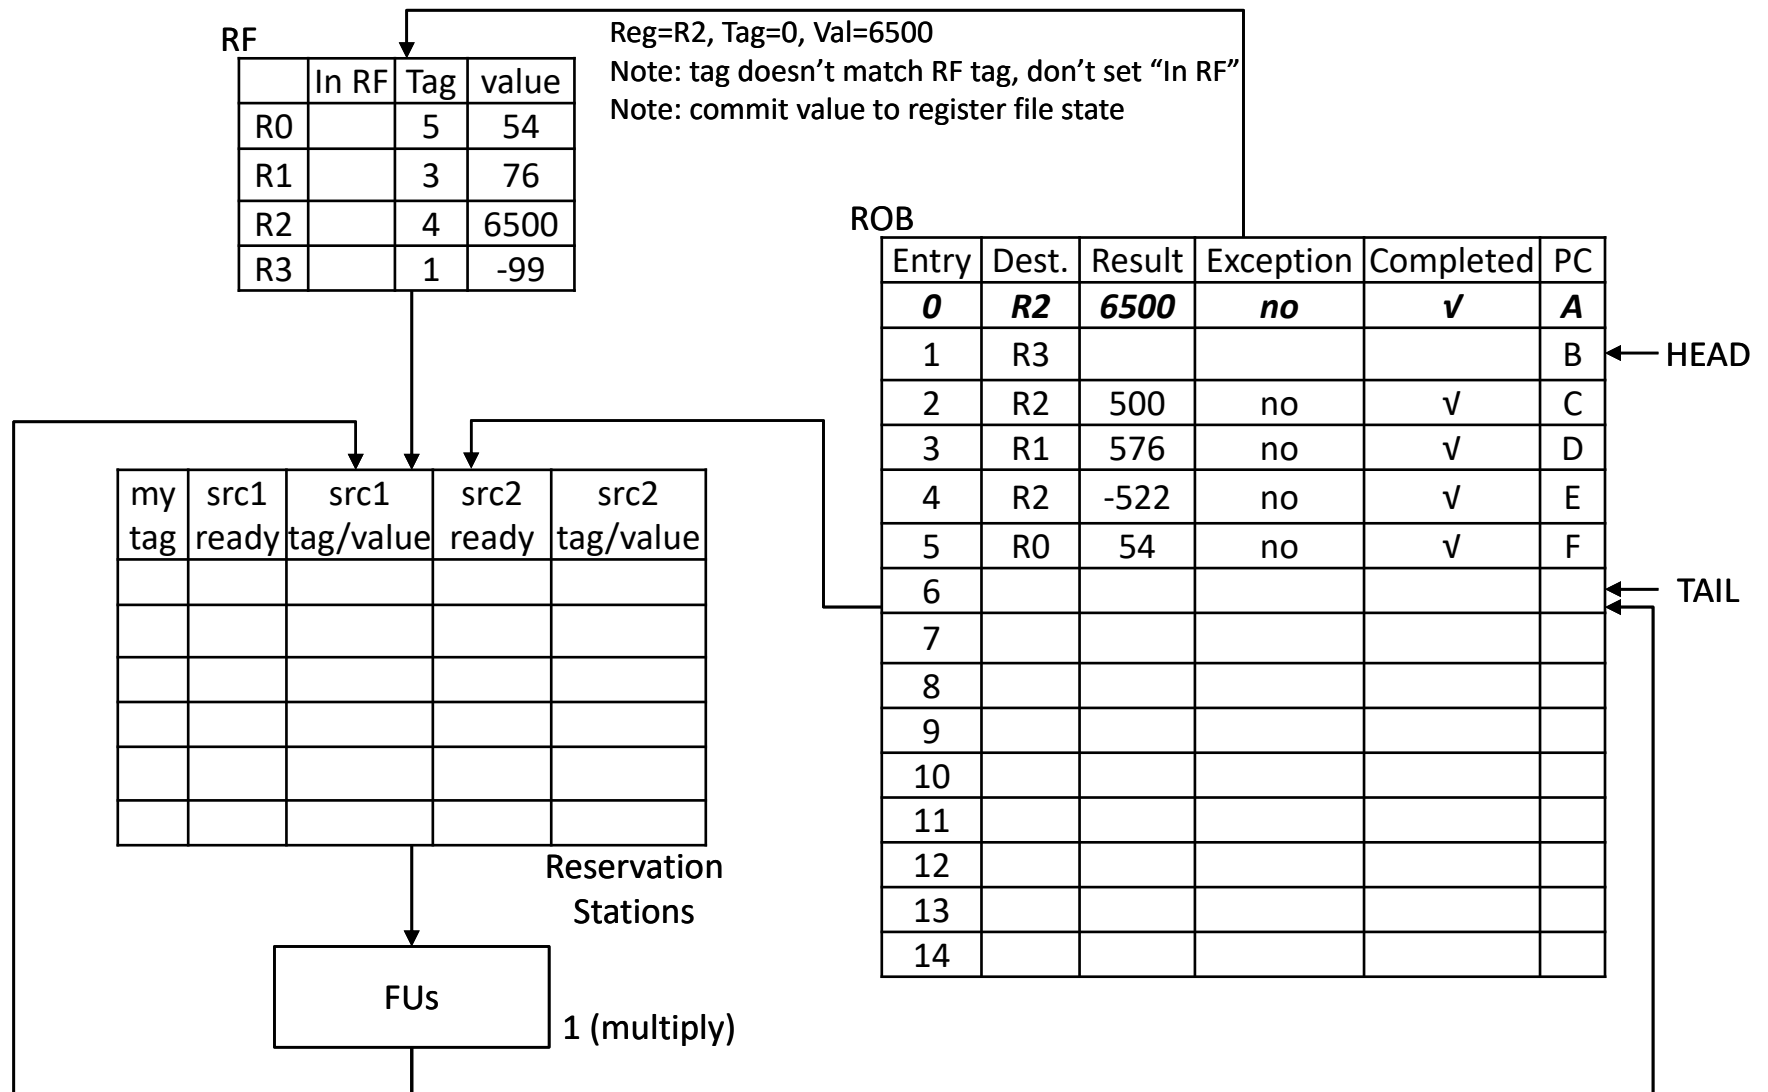 Reg=R2, Tag=0, Val=6500
Note: tag doesn’t match RF tag, don’t set “In RF”
Note: commit value to register file state
RF
In RF Tag value
R0 5 54
R1 3 76
R2 4 6500
R3 1 -99
ROB
Entry Dest. Result Exception Completed PC
0 R2 6500 no √ A
1 R3 B
HEAD
2 R2 500 no √ C
3 R1 576 no √ D
4 R2 -522 no √ E
5 R0 54 no √ F
6
TAIL
7
8
9
10
11
12
13
14
my tag src1 ready src1 tag/value src2 ready src2 tag/value
Reservation
Stations
FUs
1 (multiply)